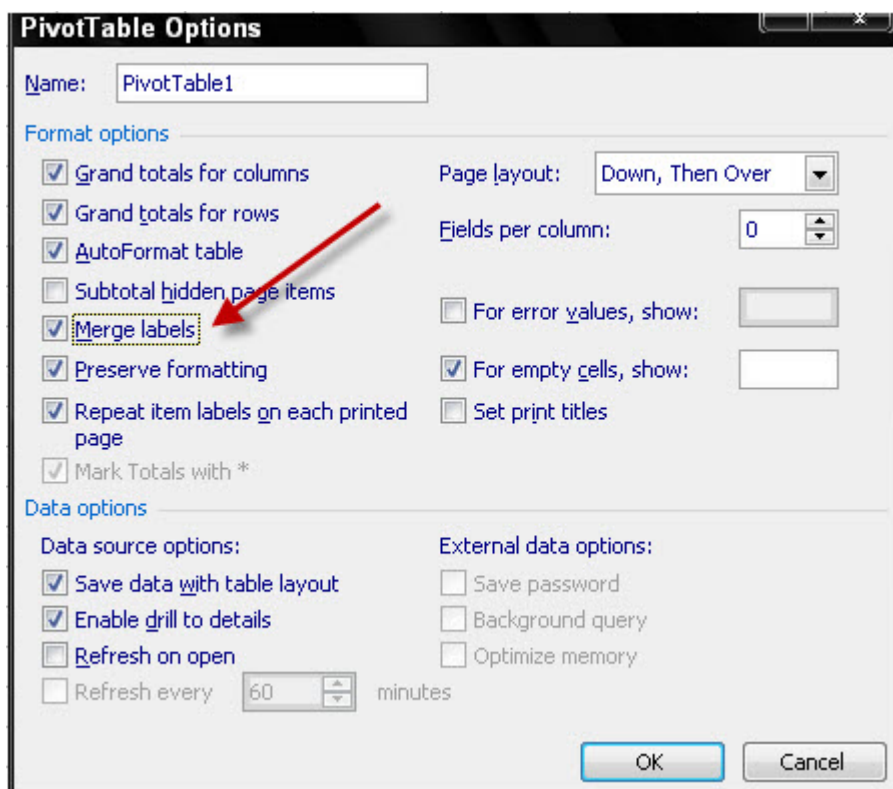 PivotTable Options
Name: PivotTable1
Format options
Grand totals for columns
Grand totals for rows
AutoFormat table
Subtotal hidden page items
Merge labels
Preserve formatting
Repeat item labels on each printed
page
Mark Totals with *
Page layout: Down, Then Over
Fields per column: 0
For error values, show:
For empty cells, show:
Set print titles
Data options
Data source options:
Save data with table layout
Enable drill to details
Refresh on open
Refresh every 60 minutes
External data options:
Save password
Background query
Optimize memory
OK Cancel